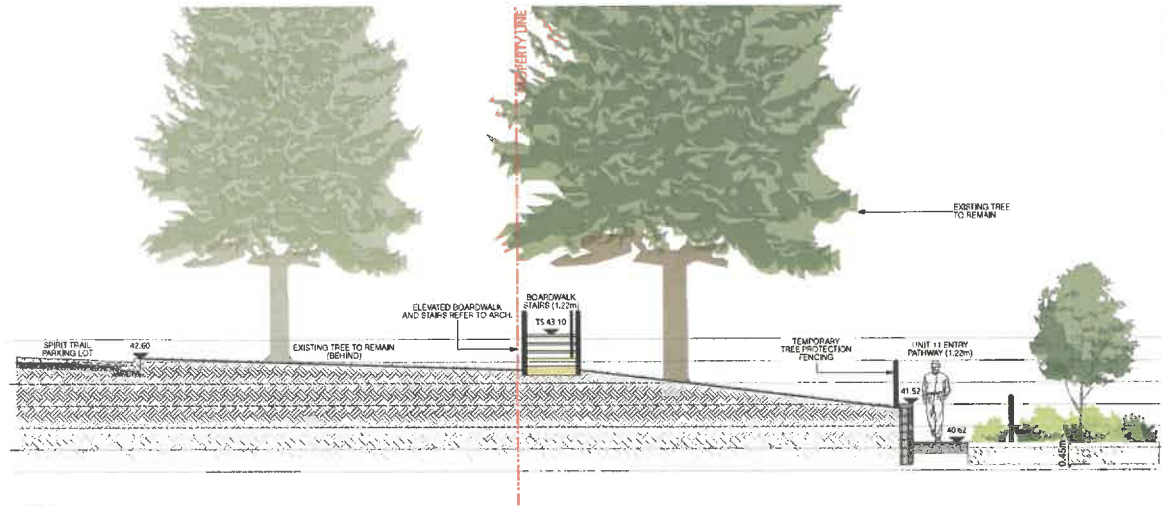 PROPERTY LINE
EXISTING TREE
TO REMAIN
BOARDWALK
STAIRS (1.22m)
TS 43.10
ELEVATED BOARDWALK
AND STAIRS REFER TO ARCH.
SPIRIT TRAIL
PARKING LOT
42.60
EXISTING TREE TO REMAIN
(BEHIND)
TEMPORARY
TREE PROTECTION
FENCING
UNIT 11 ENTRY
PATHWAY (1.22m)
41.52
40.62
0.45m